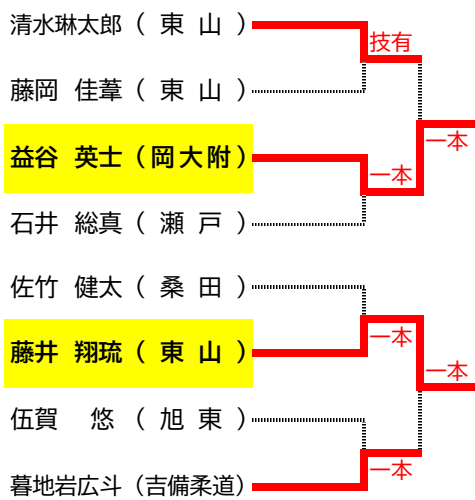 清水琳太郎（ 東 山 ）
技有
藤岡 佳葦（ 東 山 ）
一本
益谷 英士（岡大附）
一本
石井 総真（ 瀬 戸 ）
佐竹 健太（ 桑 田 ）
一本
藤井 翔琉（ 東 山 ）
一本
伍賀 悠（ 旭 東 ）
一本
暮地岩広斗（吉備柔道）